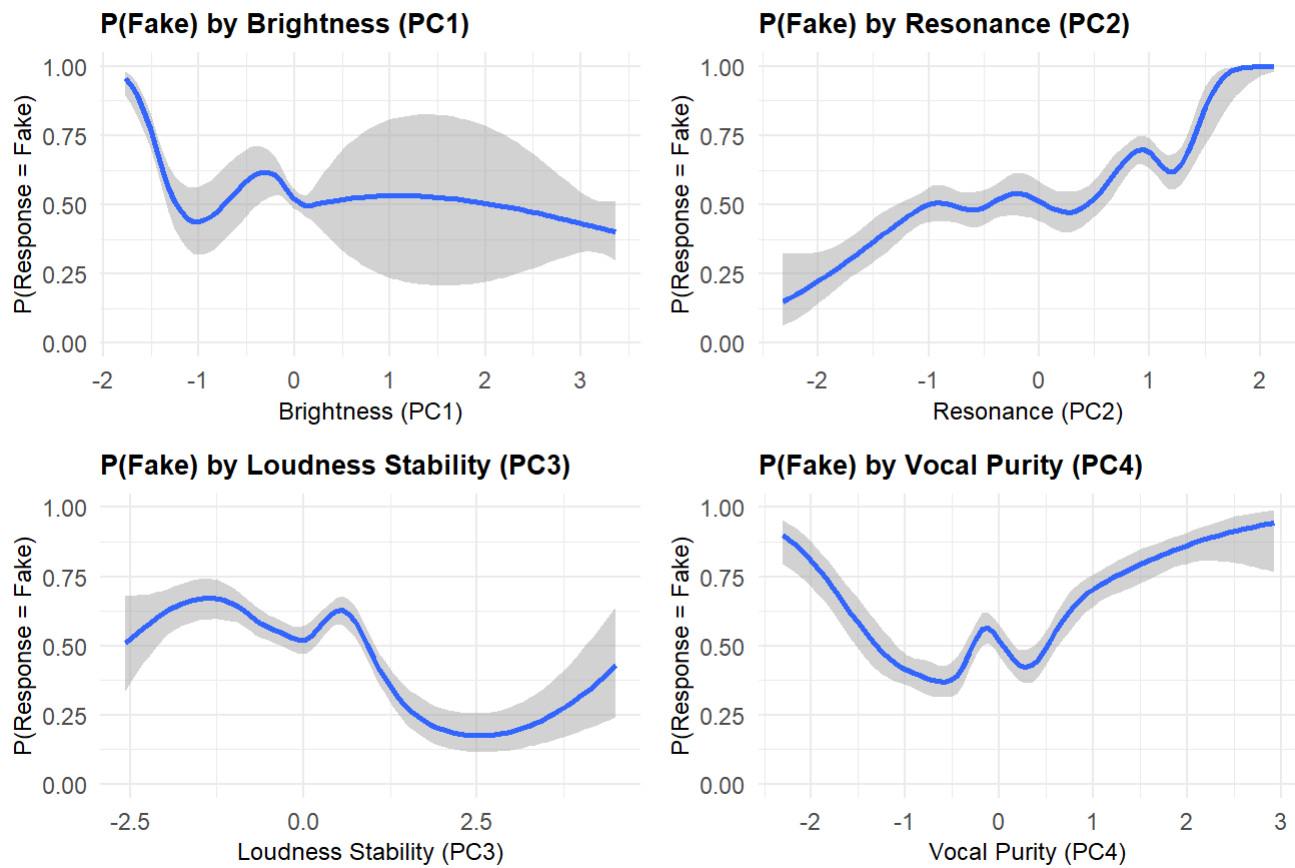 P(Fake) by Brightness (PC1)
P(Response = Fake)
1.00
0.75
0.50
0.25
0.00
-2 -1 0 1 2 3
Brightness (PC1)
P(Fake) by Resonance (PC2)
P(Response = Fake)
1.00
0.75
0.50
0.25
0.00
-2 -1 0 1 2
Resonance (PC2)
P(Fake) by Loudness Stability (PC3)
P(Response = Fake)
1.00
0.75
0.50
0.25
0.00
-2.5 0.0 2.5
Loudness Stability (PC3)
P(Fake) by Vocal Purity (PC4)
P(Response = Fake)
1.00
0.75
0.50
0.25
0.00
-2 -1 0 1 2 3
Vocal Purity (PC4)